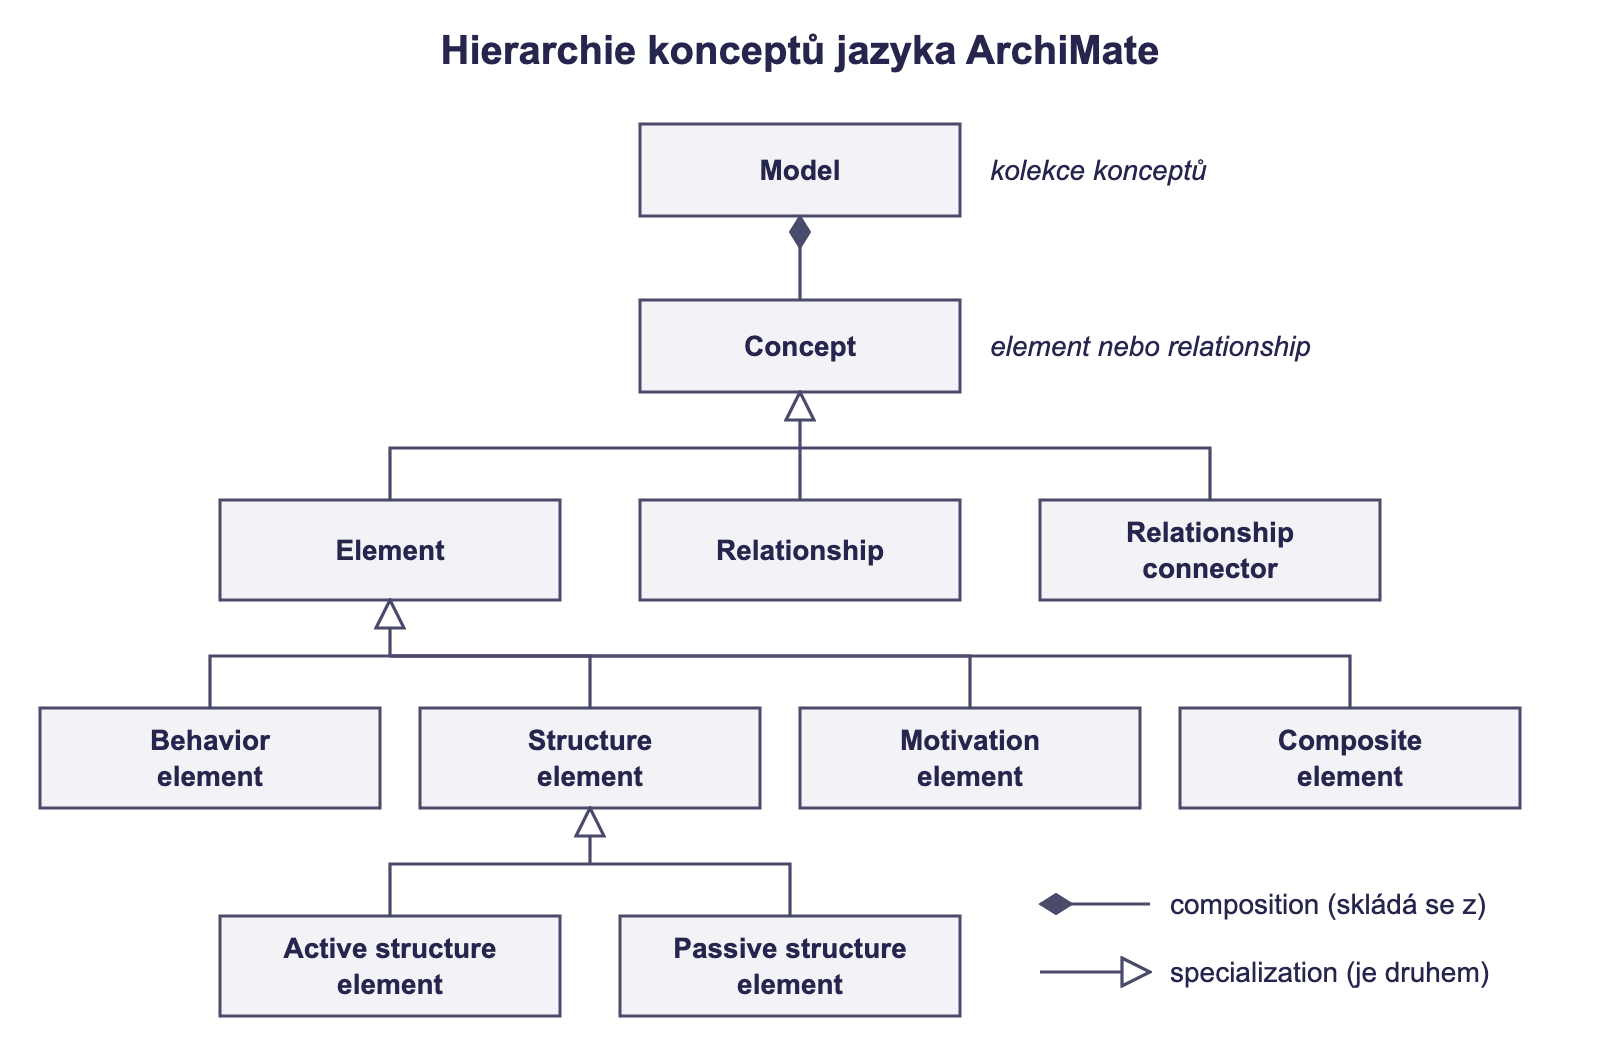 Hierarchie konceptů jazyka ArchiMate
Model
kolekce konceptů
Concept
element nebo relationship
Element
Relationship
Relationship
connector
Behavior
element
Structure
element
Motivation
element
Composite
element
Active structure
element
Passive structure
element
composition (skládá se z)
specialization (je druhem)